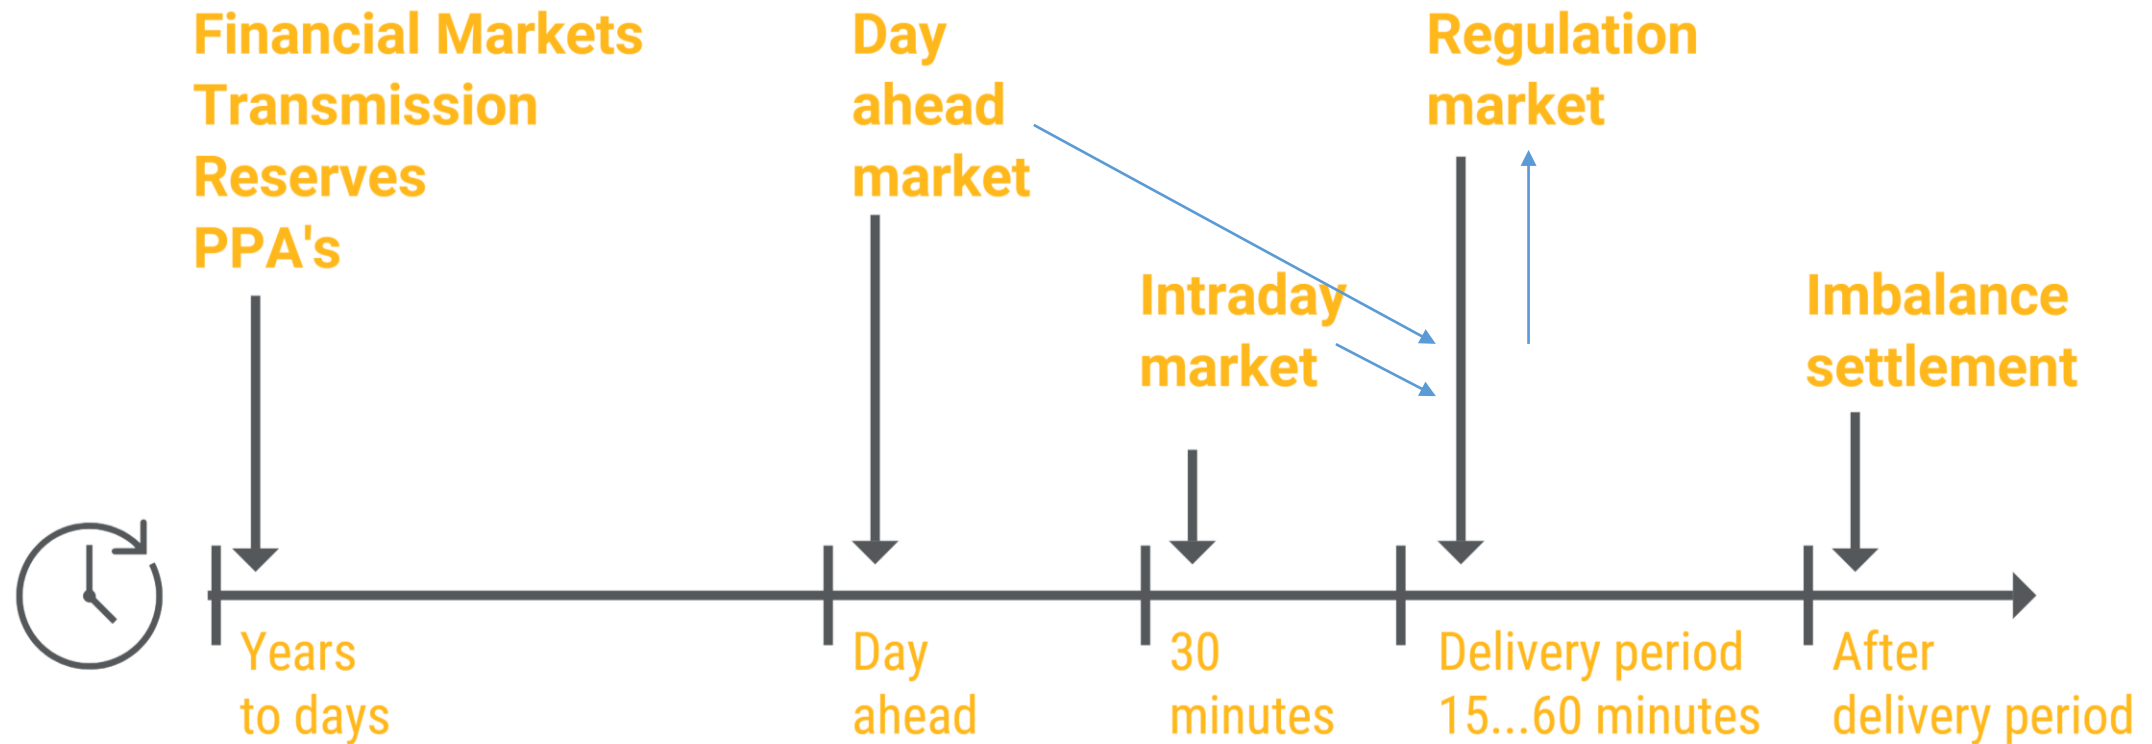 Financial Markets
Transmission
Reserves
PPA's
Day
ahead
market
Intraday
market
Regulation
market
Imbalance
settlement
Years
to days
Day
ahead
30
minutes
Delivery period
15...60 minutes
After
delivery period